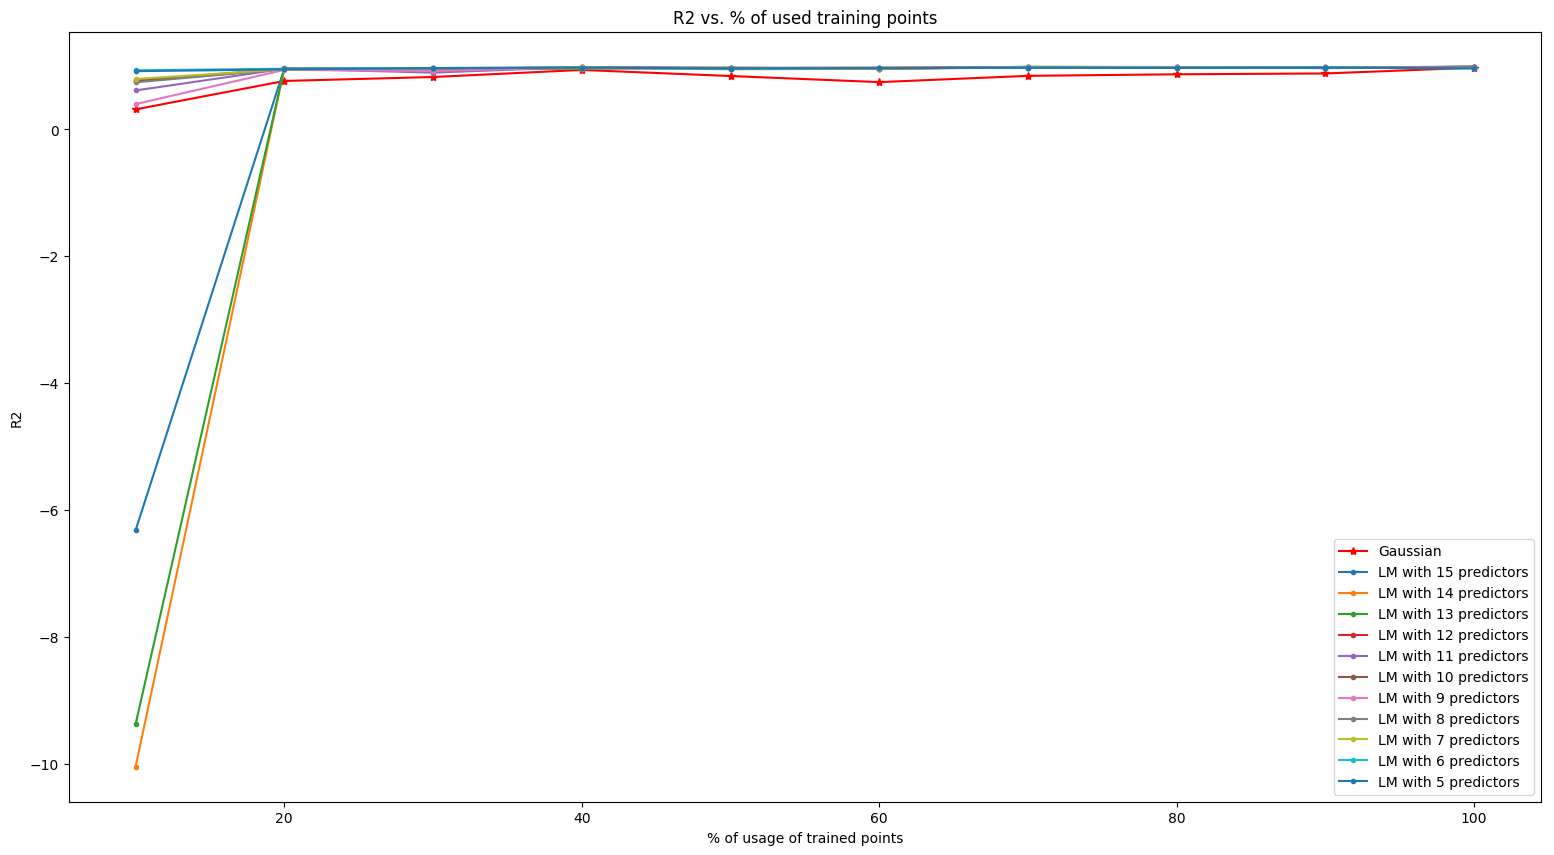 R2 vs. % of used training points
R2
0
−2
−4
−6
−8
−10
20
40
60
80
100
% of usage of trained points
Gaussian
LM with 15 predictors
LM with 14 predictors
LM with 13 predictors
LM with 12 predictors
LM with 11 predictors
LM with 10 predictors
LM with 9 predictors
LM with 8 predictors
LM with 7 predictors
LM with 6 predictors
LM with 5 predictors